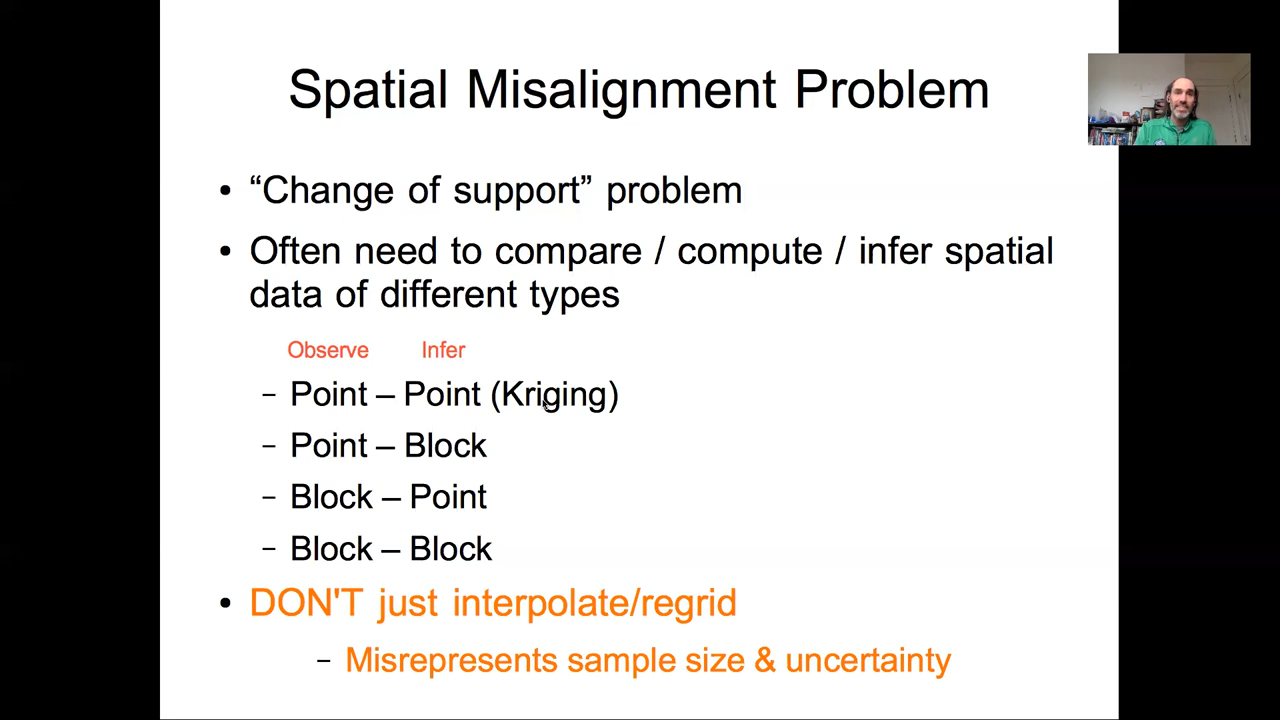 Spatial Misalignment Problem
• “Change of support” problem
• Often need to compare / compute / infer spatial
data of different types
Observe Infer
– Point – Point (Kriging)
– Point – Block
– Block – Point
– Block – Block
• DON'T just interpolate/regrid
– Misrepresents sample size & uncertainty